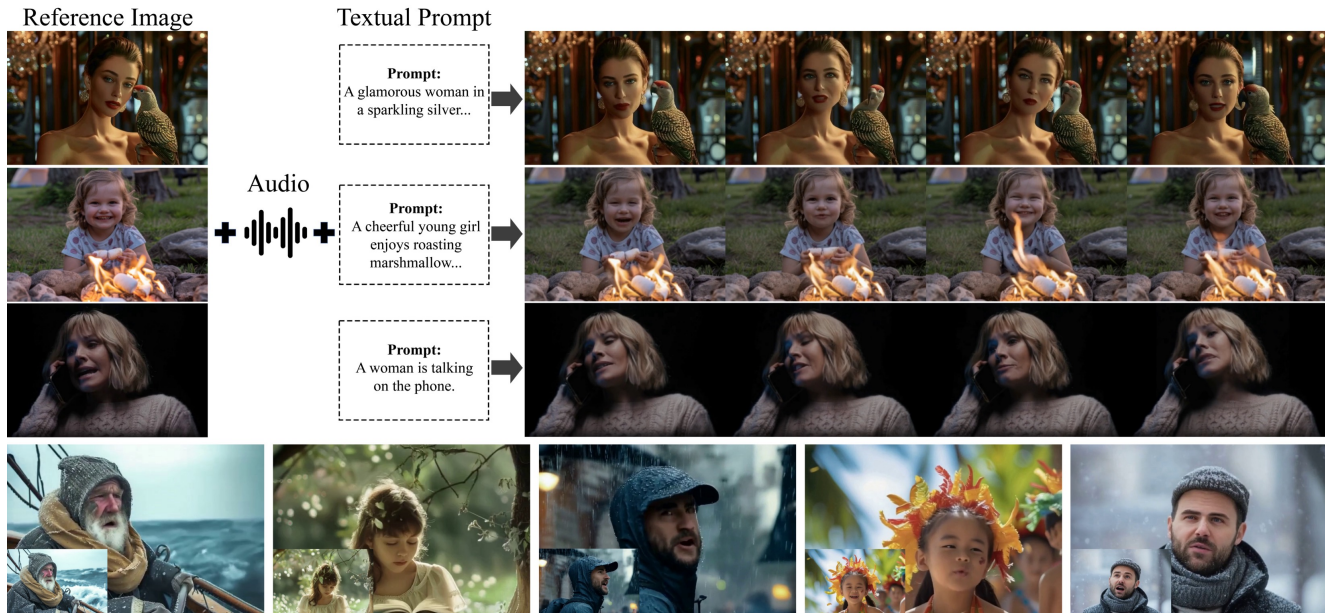 Reference Image
Textual Prompt
Prompt:
A glamorous woman in
a sparkling silver...
Audio
Prompt:
A cheerful young girl
enjoys roasting
marshmallow...
Prompt:
A woman is talking
on the phone.